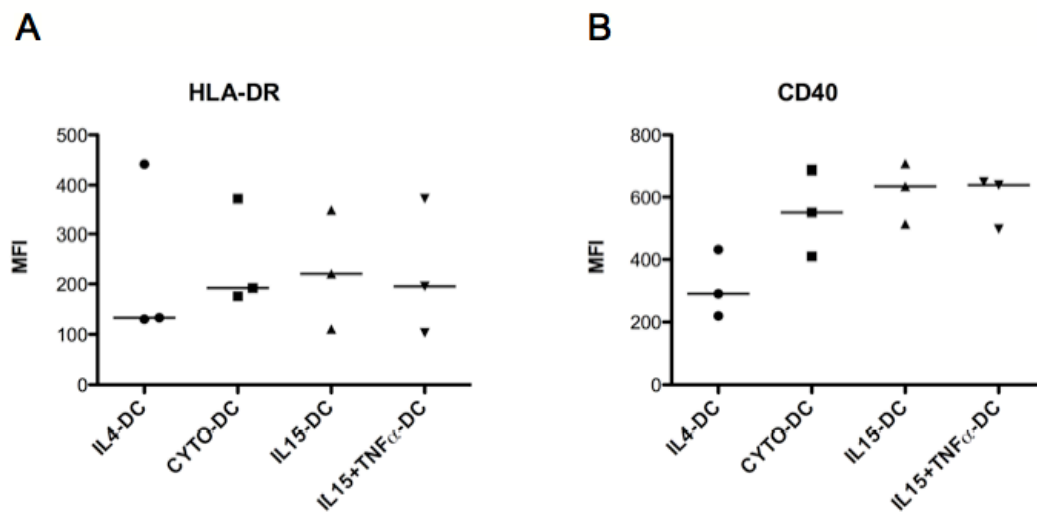 A
HLA-DR
MFI
500
400
300
200
100
0
IL4-DC
CYTO-DC
IL15-DC
IL15+TNFα-DC
B
CD40
MFI
800
600
400
200
0
IL4-DC
CYTO-DC
IL15-DC
IL15+TNFα-DC